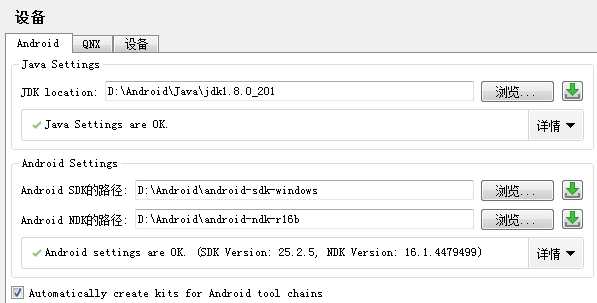 设备
Android QNX 设备
Java Settings
JDK location: D:\Android\Java\jdk1.8.0_201 浏览...
Java Settings are OK. 详情
Android Settings
Android SDK的路径: D:\Android\android-sdk-windows 浏览...
Android NDK的路径: D:\Android\android-ndk-r16b 浏览...
Android settings are OK. (SDK Version: 25.2.5, NDK Version: 16.1.4479499) 详情
Automatically create kits for Android tool chains